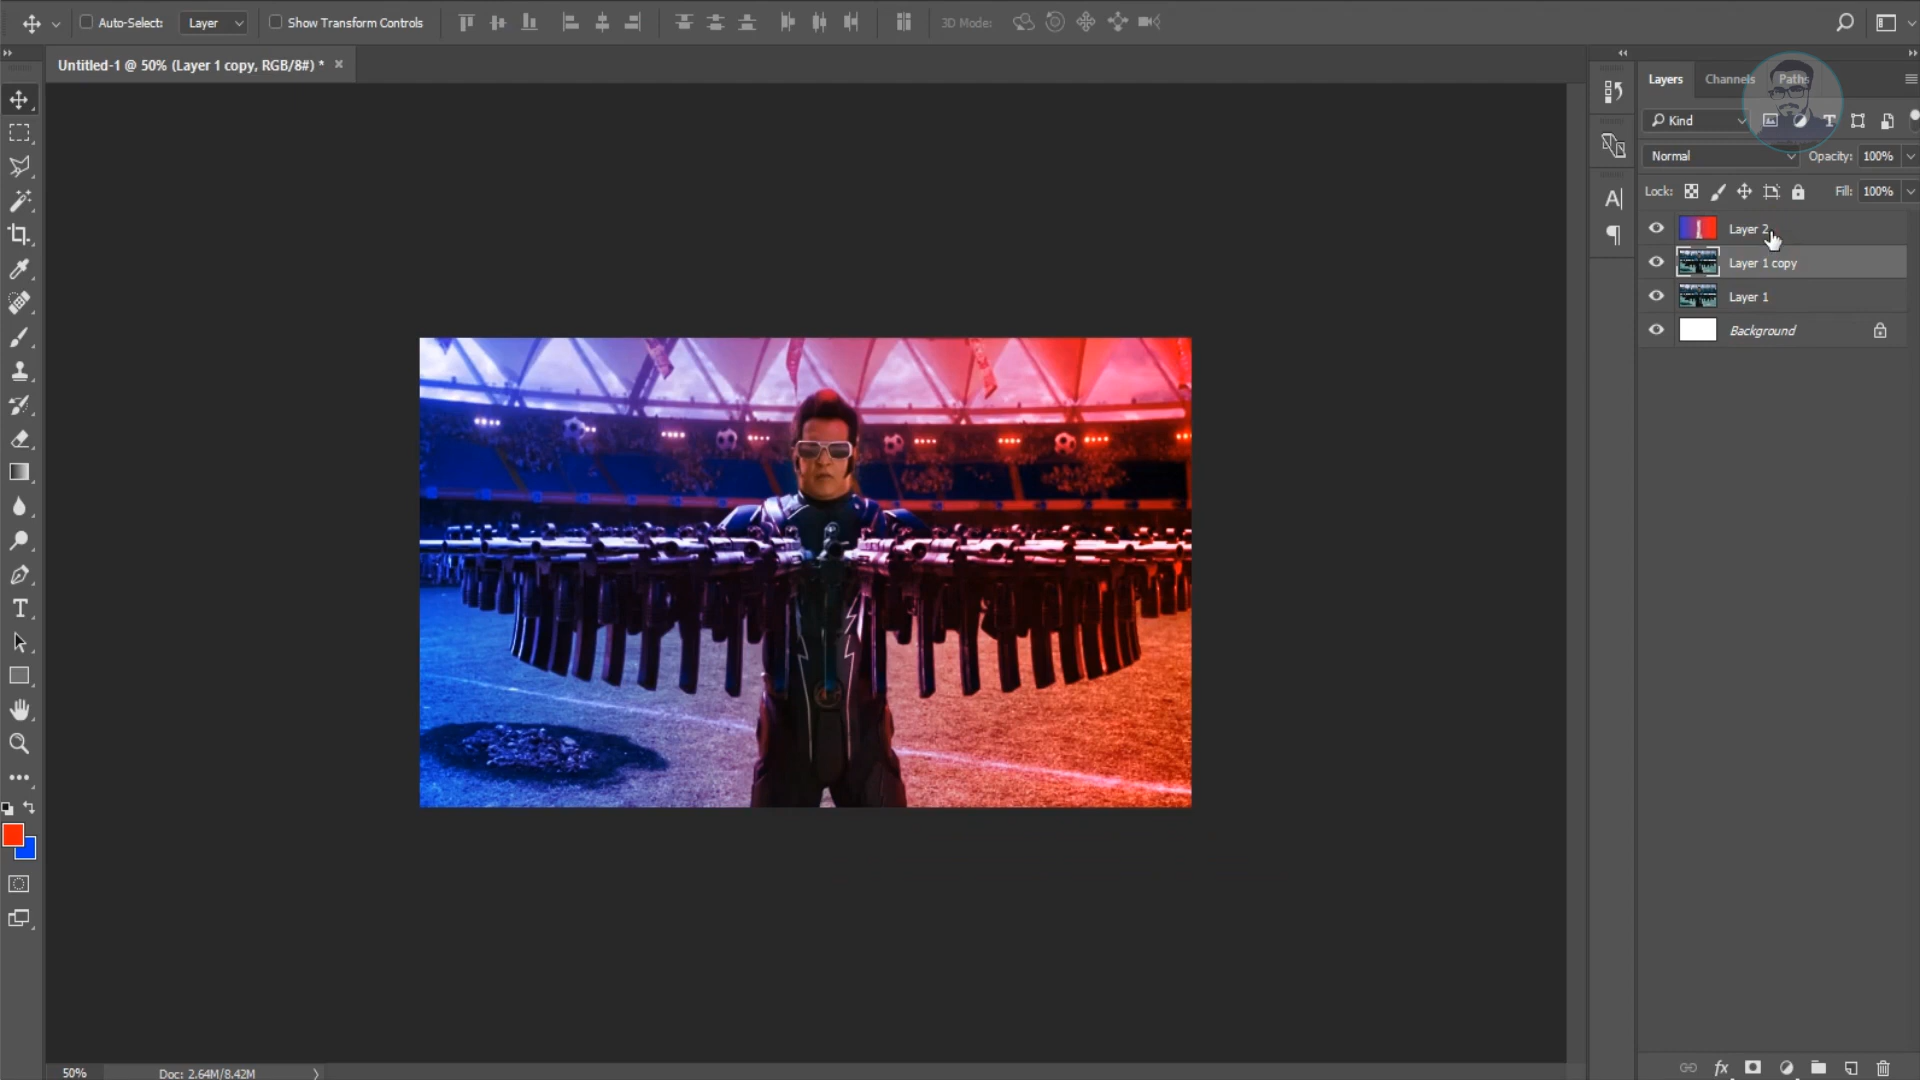 Auto-Select: Layer Show Transform Controls 3D Mode:
Untitled-1 @ 50% (Layer 1 copy, RGB/8#) *
Layers Channels Paths
Kind
Normal Opacity: 100%
Lock: Fill: 100%
Layer 2
Layer 1 copy
Layer 1
Background
50% Doc: 2.64M/8.42M